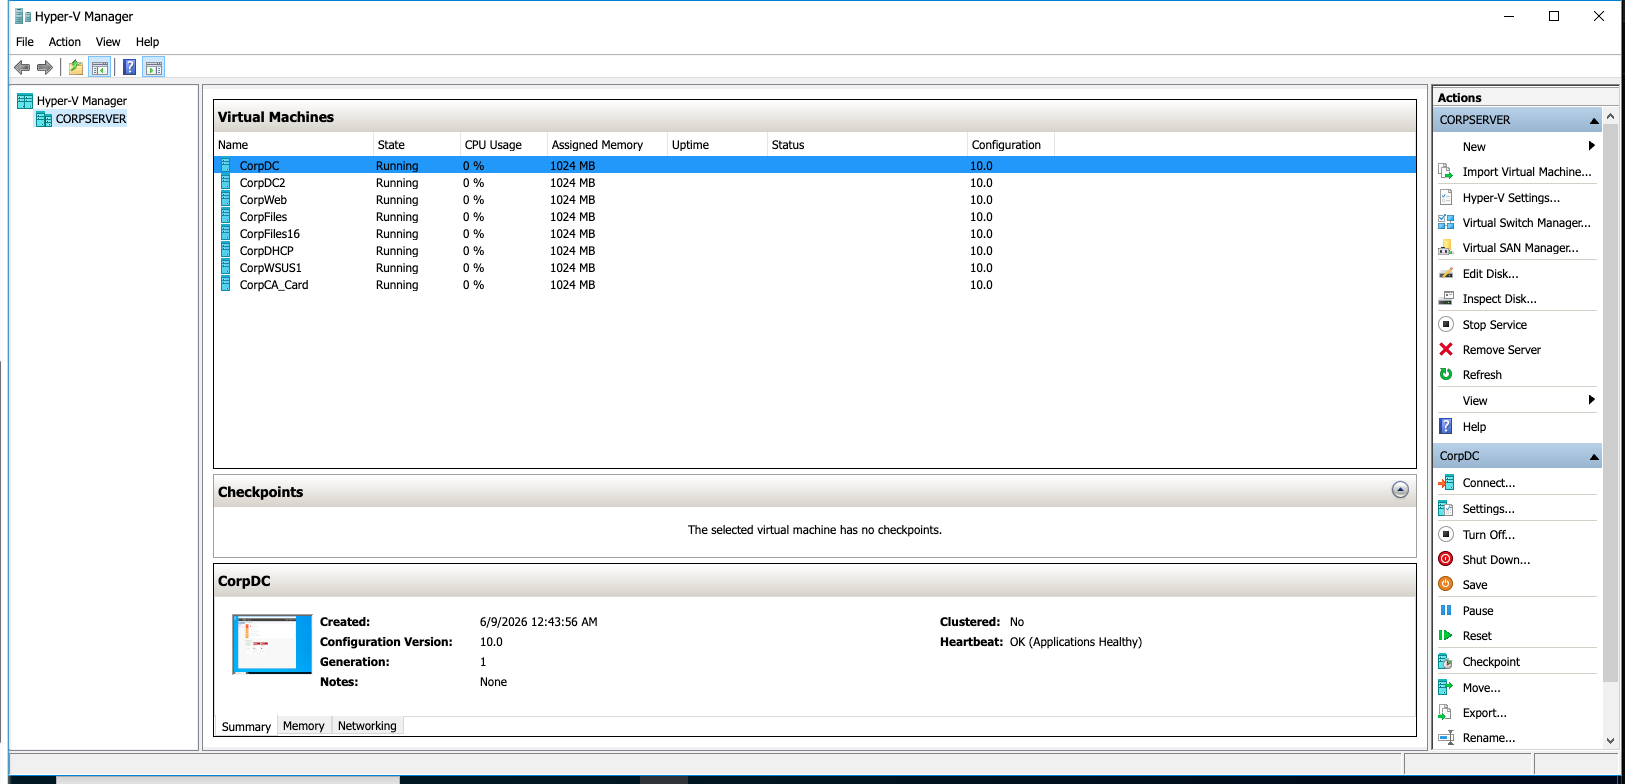 Hyper-V Manager
File Action View Help
Hyper-V Manager
CORPSERVER
Virtual Machines
Name State CPU Usage Assigned Memory Uptime Status Configuration
CorpDC Running 0 % 1024 MB 10.0
CorpDC2 Running 0 % 1024 MB 10.0
CorpWeb Running 0 % 1024 MB 10.0
CorpFiles Running 0 % 1024 MB 10.0
CorpFiles16 Running 0 % 1024 MB 10.0
CorpDHCP Running 0 % 1024 MB 10.0
CorpWSUS1 Running 0 % 1024 MB 10.0
CorpCA_Card Running 0 % 1024 MB 10.0
Checkpoints
The selected virtual machine has no checkpoints.
CorpDC
Created: 6/9/2026 12:43:56 AM Clustered: No
Configuration Version: 10.0 Heartbeat: OK (Applications Healthy)
Generation: 1
Notes: None
Summary Memory Networking
Actions
CORPSERVER
New
Import Virtual Machine...
Hyper-V Settings...
Virtual Switch Manager...
Virtual SAN Manager...
Edit Disk...
Inspect Disk...
Stop Service
Remove Server
Refresh
View
Help
CorpDC
Connect...
Settings...
Turn Off...
Shut Down...
Save
Pause
Reset
Checkpoint
Move...
Export...
Rename...